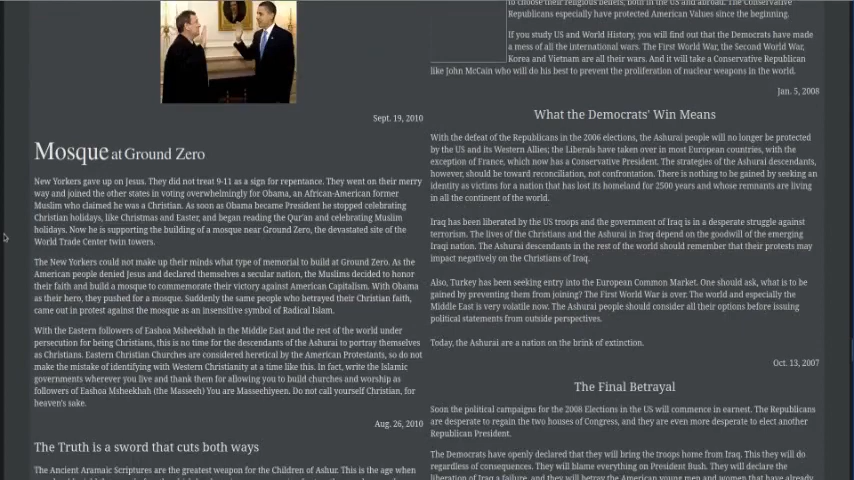 Sept. 19, 2010
Mosque at Ground Zero
New Yorkers gave up on Jesus. They did not treat 9-11 as a sign for repentance. They went on their merry
way and joined the other states in voting overwhelmingly for Obama, an African-American former
Muslim who claimed he was a Christian. As soon as Obama became President he stopped celebrating
Christian holidays, like Christmas and Easter, and began reading the Qur'an and celebrating Muslim
holidays. Now he is supporting the building of a mosque near Ground Zero, the devastated site of the
World Trade Center twin towers.
The New Yorkers could not make up their minds what type of memorial to build at Ground Zero. As the
American people denied Jesus and declared themselves a secular nation, the Muslims decided to honor
their faith and build a mosque to commemorate their victory against American Capitalism. With Obama
as their hero, they pushed for a mosque. Suddenly the same people who betrayed their Christian faith,
came out in protest against the mosque as an insensitive symbol of Radical Islam.
With the Eastern followers of Eashoa Msheekhah in the Middle East and the rest of the world under
persecution for being Christians, this is no time for the descendants of the Ashurai to portray themselves
as Christians. Eastern Christian Churches are considered heretical by the American Protestants, so do not
make the mistake of identifying with Western Christianity at a time like this. In fact, write the Islamic
governments wherever you live and thank them for allowing you to build churches and worship as
followers of Eashoa Msheekhah (the Masseeh) You are Masseehiyeen. Do not call yourself Christian, for
heaven's sake.
Aug. 26, 2010
The Truth is a sword that cuts both ways
The Ancient Aramaic Scriptures are the greatest weapon for the Children of Ashur. This is the age when
to choose their religious beliefs, both in the US and abroad. The Conservative
Republicans especially have protected American Values since the beginning.
If you study US and World History, you will find out that the Democrats have made
a mess of all the international wars. The First World War, the Second World War,
Korea and Vietnam are all their wars. And it will take a Conservative Republican
like John McCain who will do his best to prevent the proliferation of nuclear weapons in the world.
Jan. 5, 2008
What the Democrats' Win Means
With the defeat of the Republicans in the 2006 elections, the Ashurai people will no longer be protected
by the US and its Western Allies; the Liberals have taken over in most European countries, with the
exception of France, which now has a Conservative President. The strategies of the Ashurai descendants,
however, should be toward reconciliation, not confrontation. There is nothing to be gained by seeking an
identity as victims for a nation that has lost its homeland for 2500 years and whose remnants are living
in all the continent of the world.
Iraq has been liberated by the US troops and the government of Iraq is in a desperate struggle against
terrorism. The lives of the Christians and the Ashurai in Iraq depend on the goodwill of the emerging
Iraqi nation. The Ashurai descendants in the rest of the world should remember that their protests may
impact negatively on the Christians of Iraq.
Also, Turkey has been seeking entry into the European Common Market. One should ask, what is to be
gained by preventing them from joining? The First World War is over. The world and especially the
Middle East is very volatile now. The Ashurai people should consider all their options before issuing
political statements from outside perspectives.
Today, the Ashurai are a nation on the brink of extinction.
Oct. 13, 2007
The Final Betrayal
Soon the political campaigns for the 2008 Elections in the US will commence in earnest. The Republicans
are desperate to regain the two houses of Congress, and they are even more desperate to elect another
Republican President.
The Democrats have openly declared that they will bring the troops home from Iraq. This they will do
regardless of consequences. They will blame everything on President Bush. They will declare the
liberation of Iraq a failure, and they will betray the American young men and women that have already